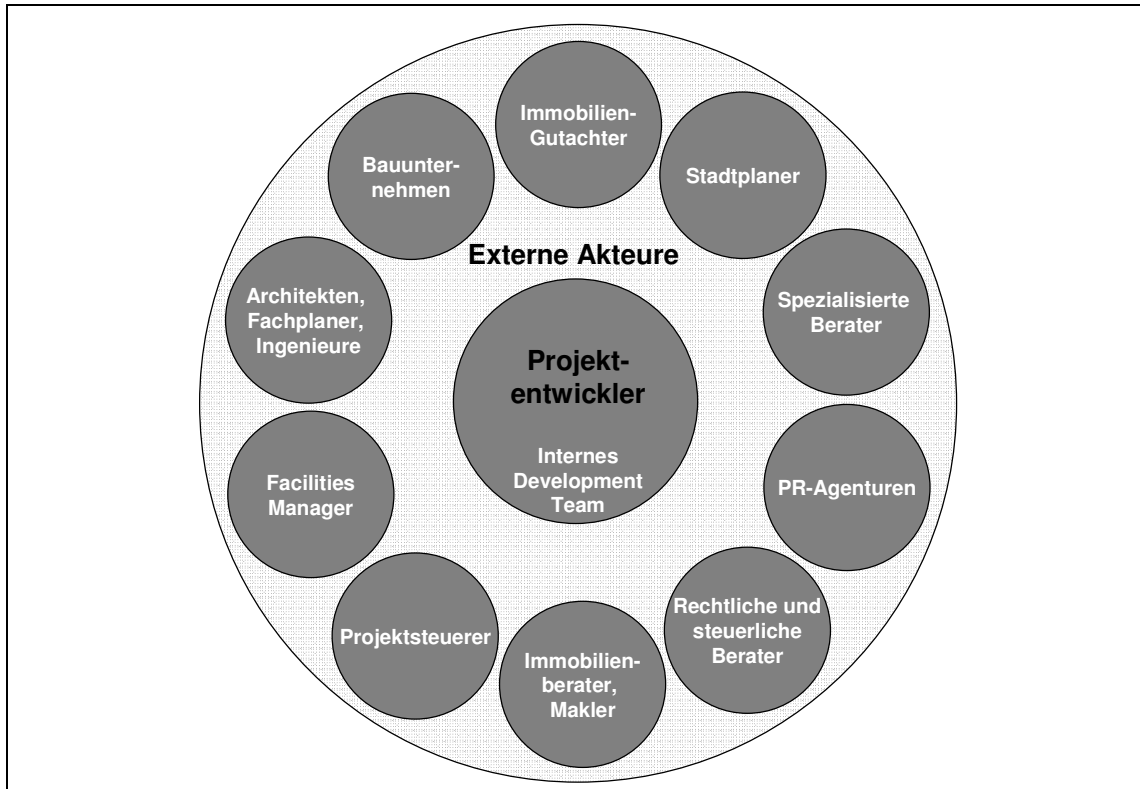 Immobilien-
Gutachter
Stadtplaner
Spezialisierte
Berater
PR-Agenturen
Rechtliche und
steuerliche
Berater
Immobilien-
berater,
Makler
Projektsteuerer
Facilities
Manager
Architekten,
Fachplaner,
Ingenieure
Bauunter-
nehmen
Externe Akteure
Projekt-
entwickler
Internes
Development
Team